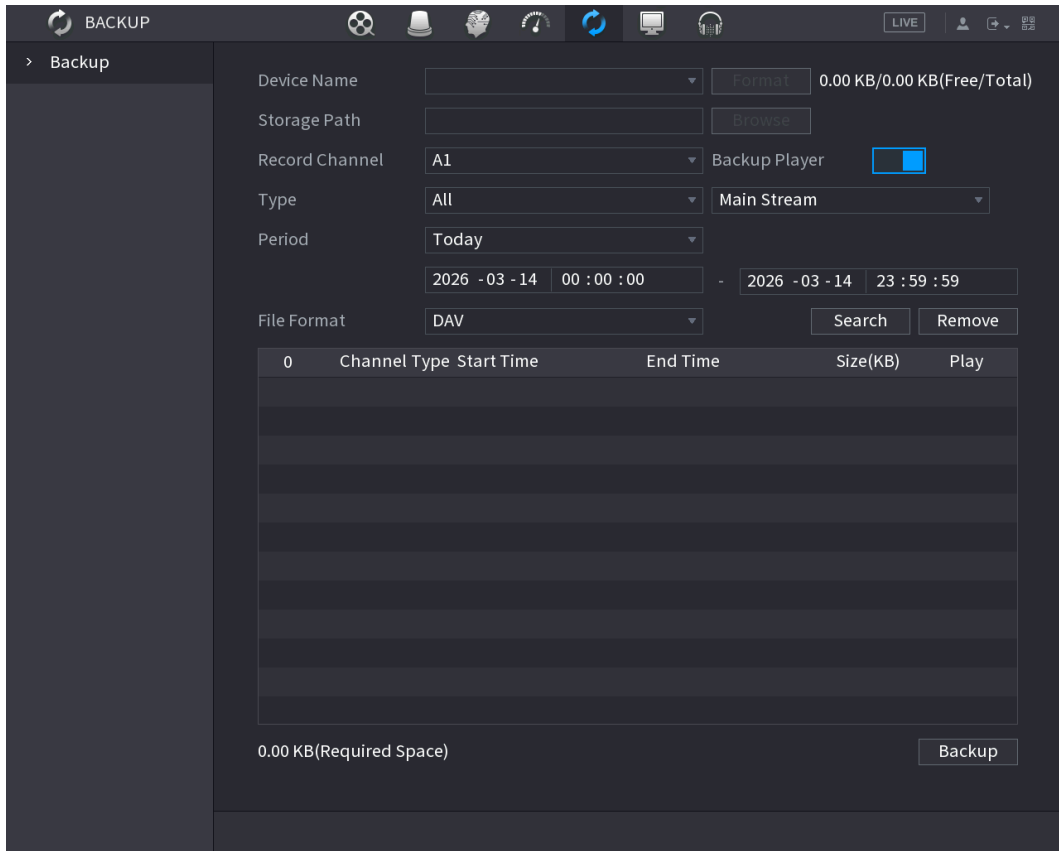 BACKUP LIVE
Backup
Device Name Format 0.00 KB/0.00 KB(Free/Total)
Storage Path Browse
Record Channel A1 Backup Player
Type All Main Stream
Period Today
2026 - 03 - 14 00 : 00 : 00 - 2026 - 03 - 14 23 : 59 : 59
File Format DAV Search Remove
0 Channel Type Start Time End Time Size(KB) Play
0.00 KB(Required Space) Backup